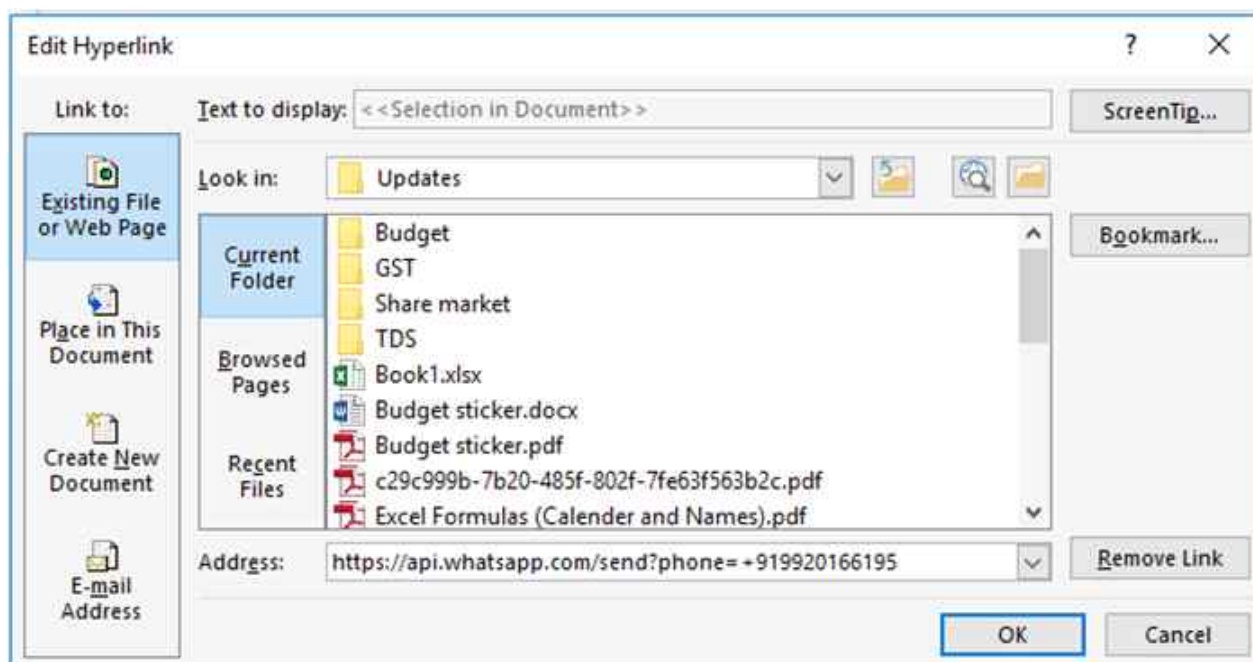 Edit Hyperlink
?
Link to:
Text to display:
<<Selection in Document>>
ScreenTip...
Existing File
or Web Page
Look in:
Updates
Current
Folder
Browsed
Pages
Recent
Files
Budget
GST
Share market
TDS
Book1.xlsx
Budget sticker.docx
Budget sticker.pdf
c29c999b-7b20-485f-802f-7fe63f563b2c.pdf
Excel Formulas (Calender and Names).pdf
Bookmark...
Place in This
Document
Create New
Document
E-mail
Address
Address:
https://api.whatsapp.com/send?phone=+919920166195
Remove Link
OK
Cancel